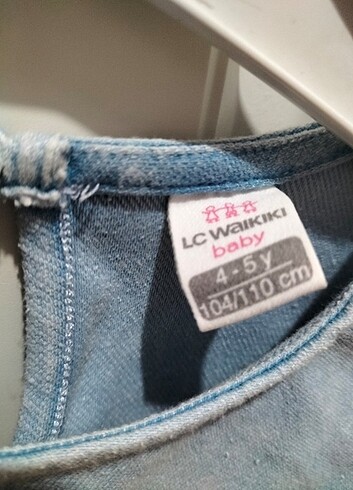 LC WAIKIKI
baby
4 - 5 y
104/110 cm